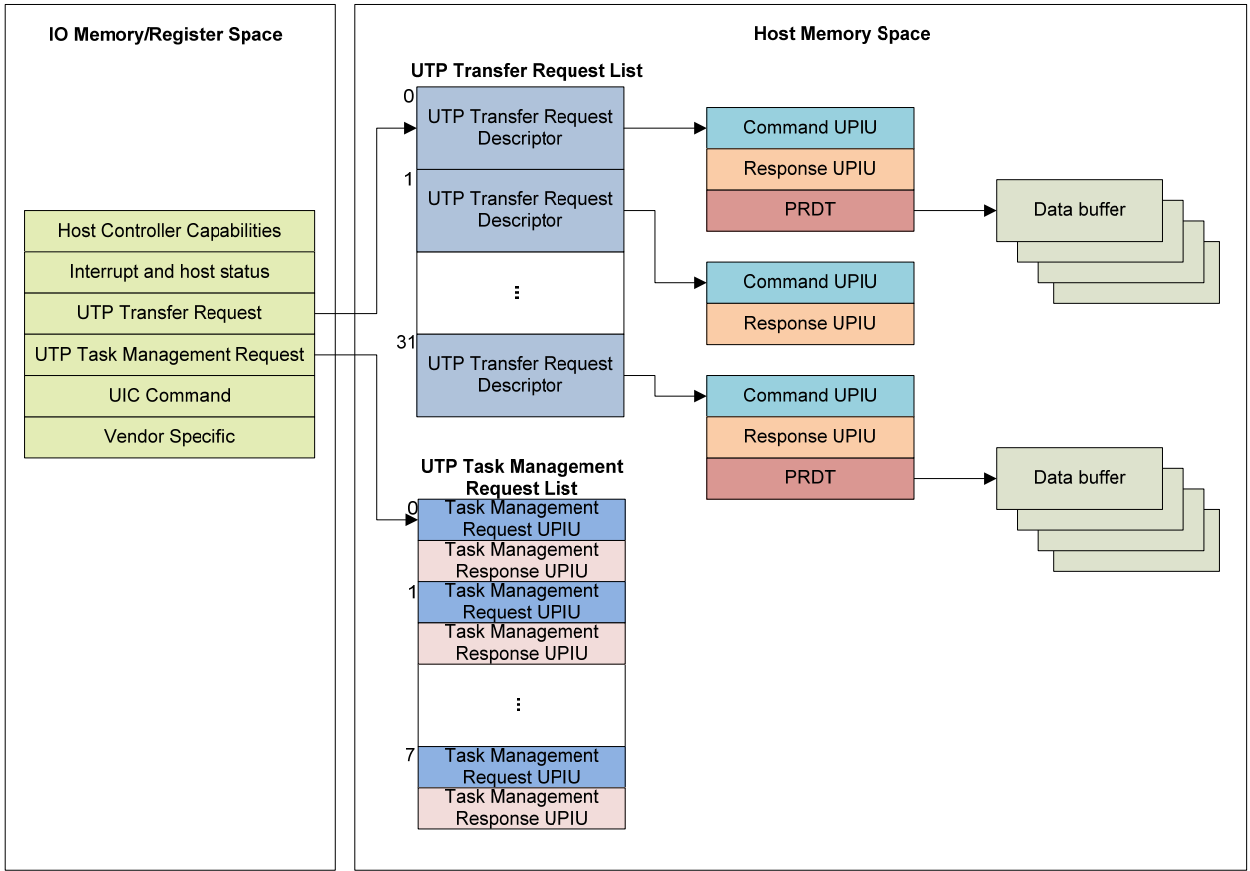 IO Memory/Register Space
Host Controller Capabilities
Interrupt and host status
UTP Transfer Request
UTP Task Management Request
UIC Command
Vendor Specific
Host Memory Space
UTP Transfer Request List
0
UTP Transfer Request
Descriptor
1
UTP Transfer Request
Descriptor
...
31
UTP Transfer Request
Descriptor
Command UPIU
Response UPIU
PRDT
Data buffer
Command UPIU
Response UPIU
Command UPIU
Response UPIU
PRDT
Data buffer
UTP Task Management
Request List
0
Task Management
Request UPIU
Task Management
Response UPIU
1
Task Management
Request UPIU
Task Management
Response UPIU
...
7
Task Management
Request UPIU
Task Management
Response UPIU